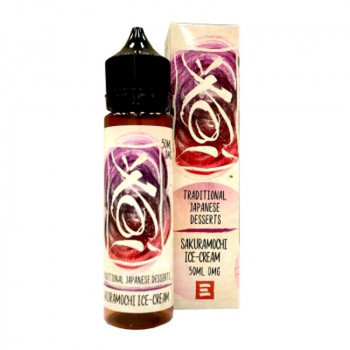 50ML
0MG
TRADITIONAL JAPANESE DESSERTS
SAKURAMOCHI ICE-CREAM
TRADITIONAL
JAPANESE
DESSERTS
SAKURAMOCHI
ICE-CREAM
50ML 0MG